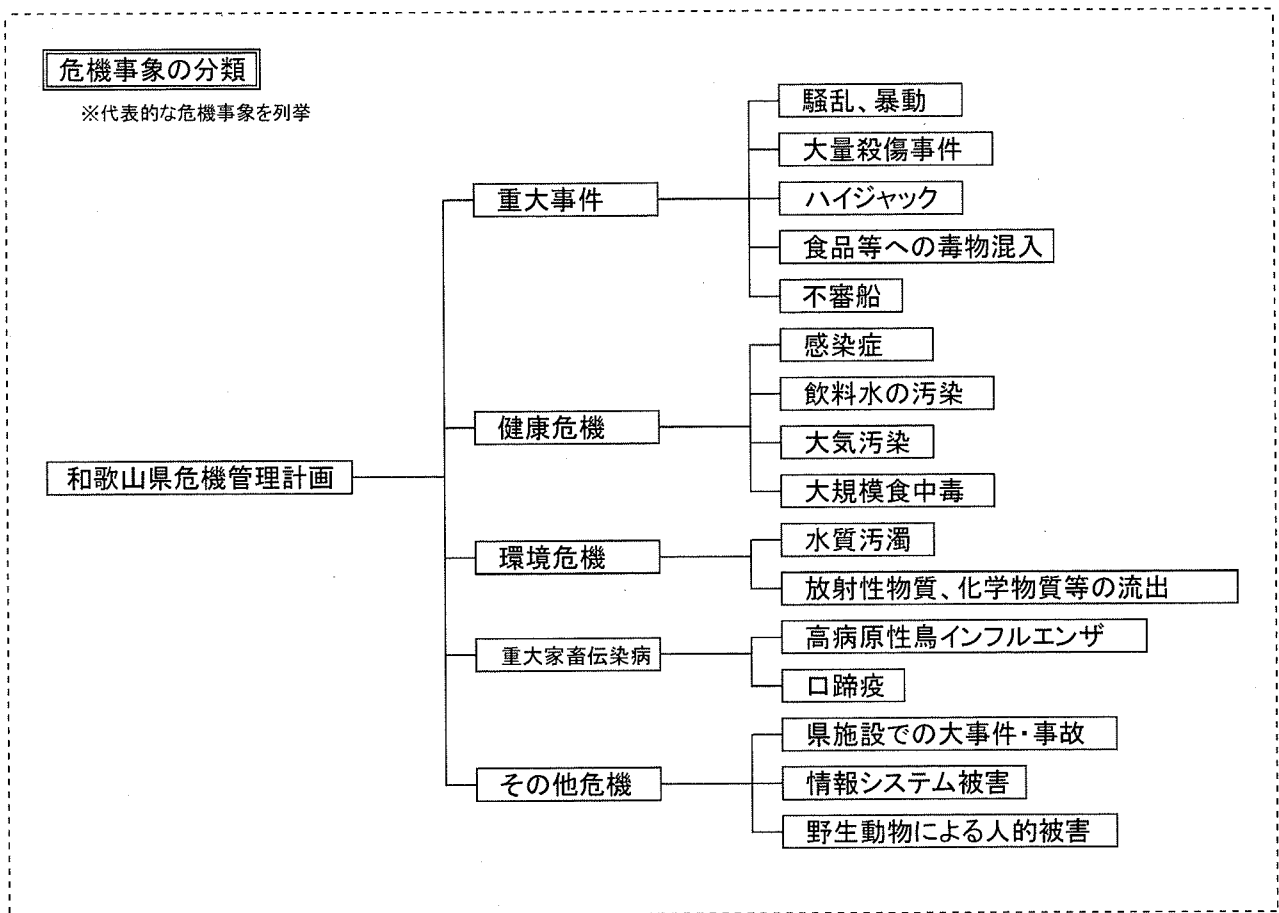 危機事象の分類
※代表的な危機事象を列挙
和歌山県危機管理計画
重大事件
騒乱、暴動
大量殺傷事件
ハイジャック
食品等への毒物混入
不審船
健康危機
感染症
飲料水の汚染
大気汚染
大規模食中毒
環境危機
水質汚濁
放射性物質、化学物質等の流出
重大家畜伝染病
高病原性鳥インフルエンザ
口蹄疫
その他危機
県施設での大事件・事故
情報システム被害
野生動物による人的被害